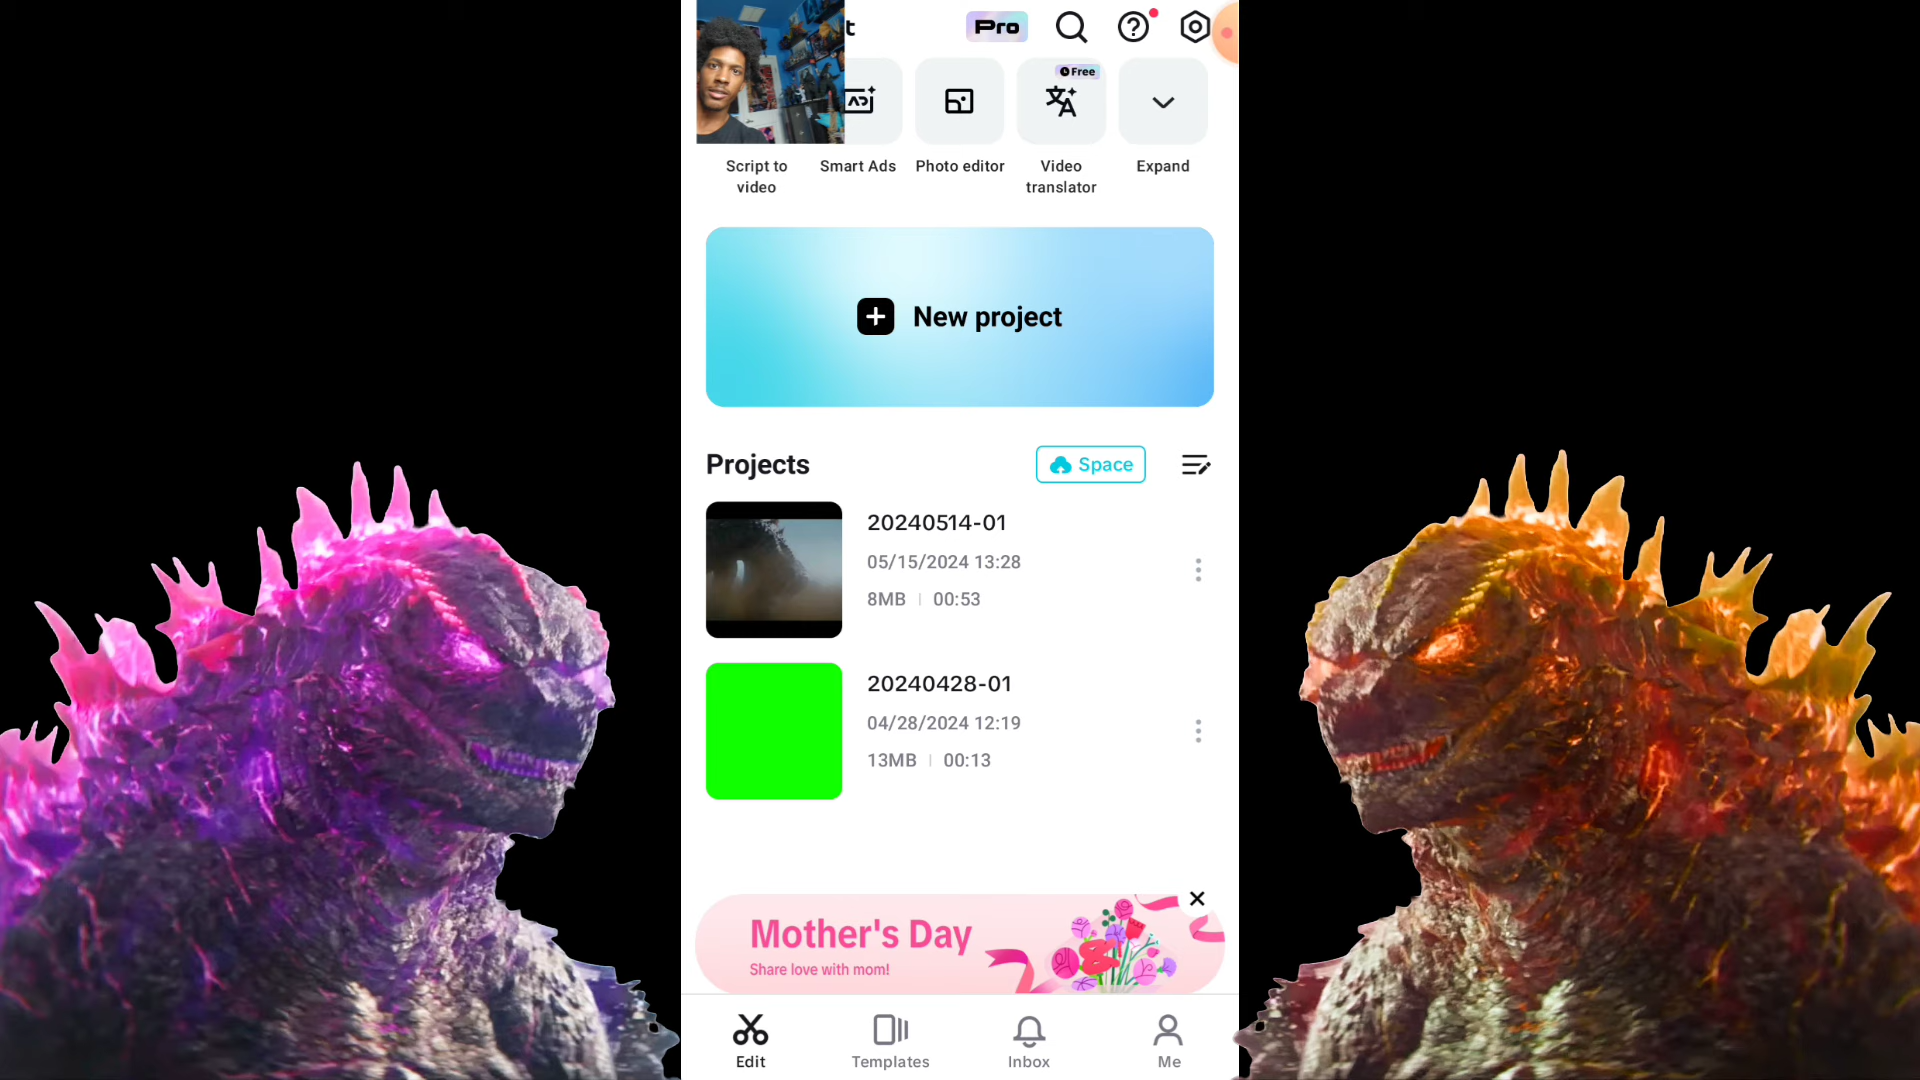 t
Pro
Free
Script to
video
Smart Ads
Photo editor
Video
translator
Expand
New project
Projects
Space
20240514-01
05/15/2024 13:28
8MB | 00:53
20240428-01
04/28/2024 12:19
13MB | 00:13
Mother's Day
Share love with mom!
Edit
Templates
Inbox
Me